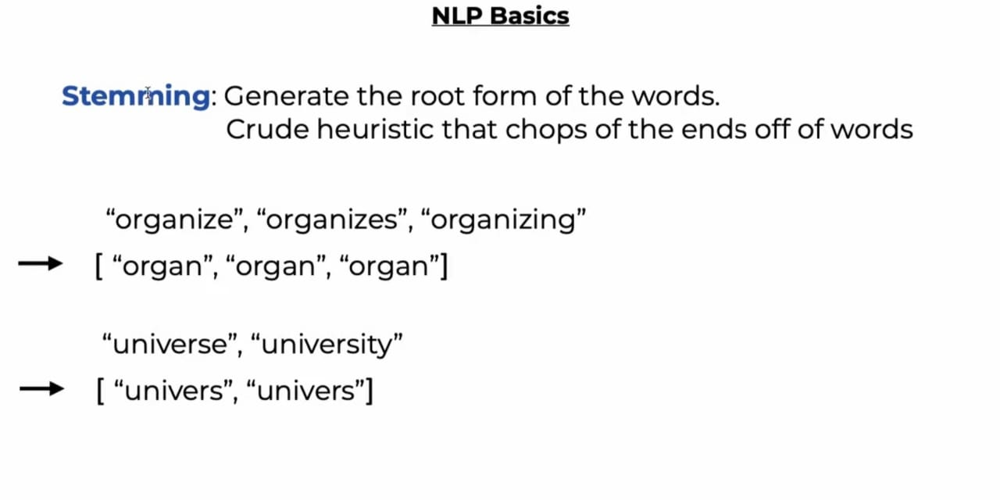 NLP Basics
Stemming: Generate the root form of the words.
Crude heuristic that chops of the ends off of words
“organize”, “organizes”, “organizing”
[ “organ”, “organ”, “organ”]
“universe”, “university”
[ “univers”, “univers”]